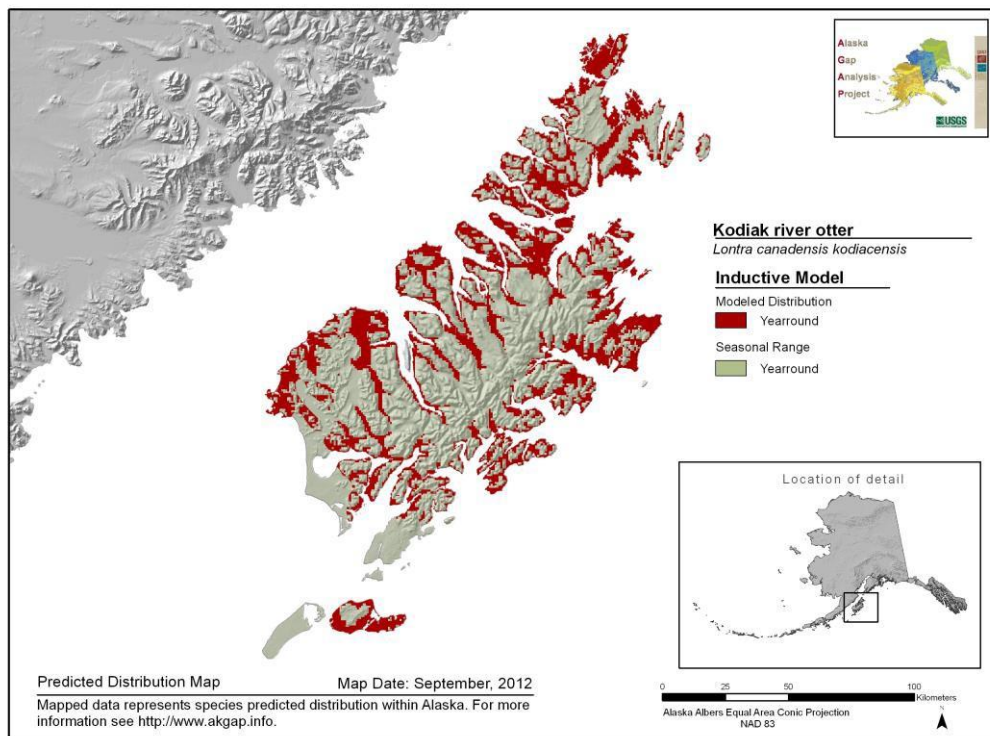 Alaska
Gap
Analysis
Project
USGS
Kodiak river otter
Lontra canadensis kodiacensis
Inductive Model
Modeled Distribution
Yearround
Seasonal Range
Yearround
Location of detail
Predicted Distribution Map Map Date: September, 2012
Mapped data represents species predicted distribution within Alaska. For more
information see http://www.akgap.info.
0 25 50 100
Kilometers
Alaska Albers Equal Area Conic Projection
NAD 83
N